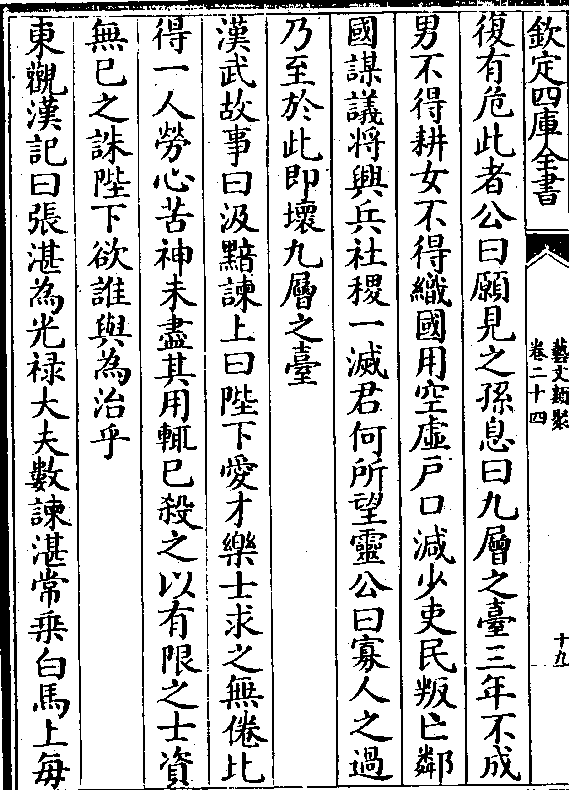 欽定四庫全書
藝文類聚
卷二十四
十九
復有危此者公曰願見之孫息曰九層之臺三年不成
男不得耕女不得織國用空虛戶口減少吏民叛亡鄰
國謀議將興兵社稷一滅君何所望靈公曰寡人之過
乃至於此即壞九層之臺
漢武故事曰汲黯諫上曰陛下愛才樂士求之無倦比
得一人勞心苦神未盡其用輒已殺之以有限之士資
無已之誅陛下欲誰與為治乎
東觀漢記曰張湛為光禄大夫數諫湛常乗白馬上每